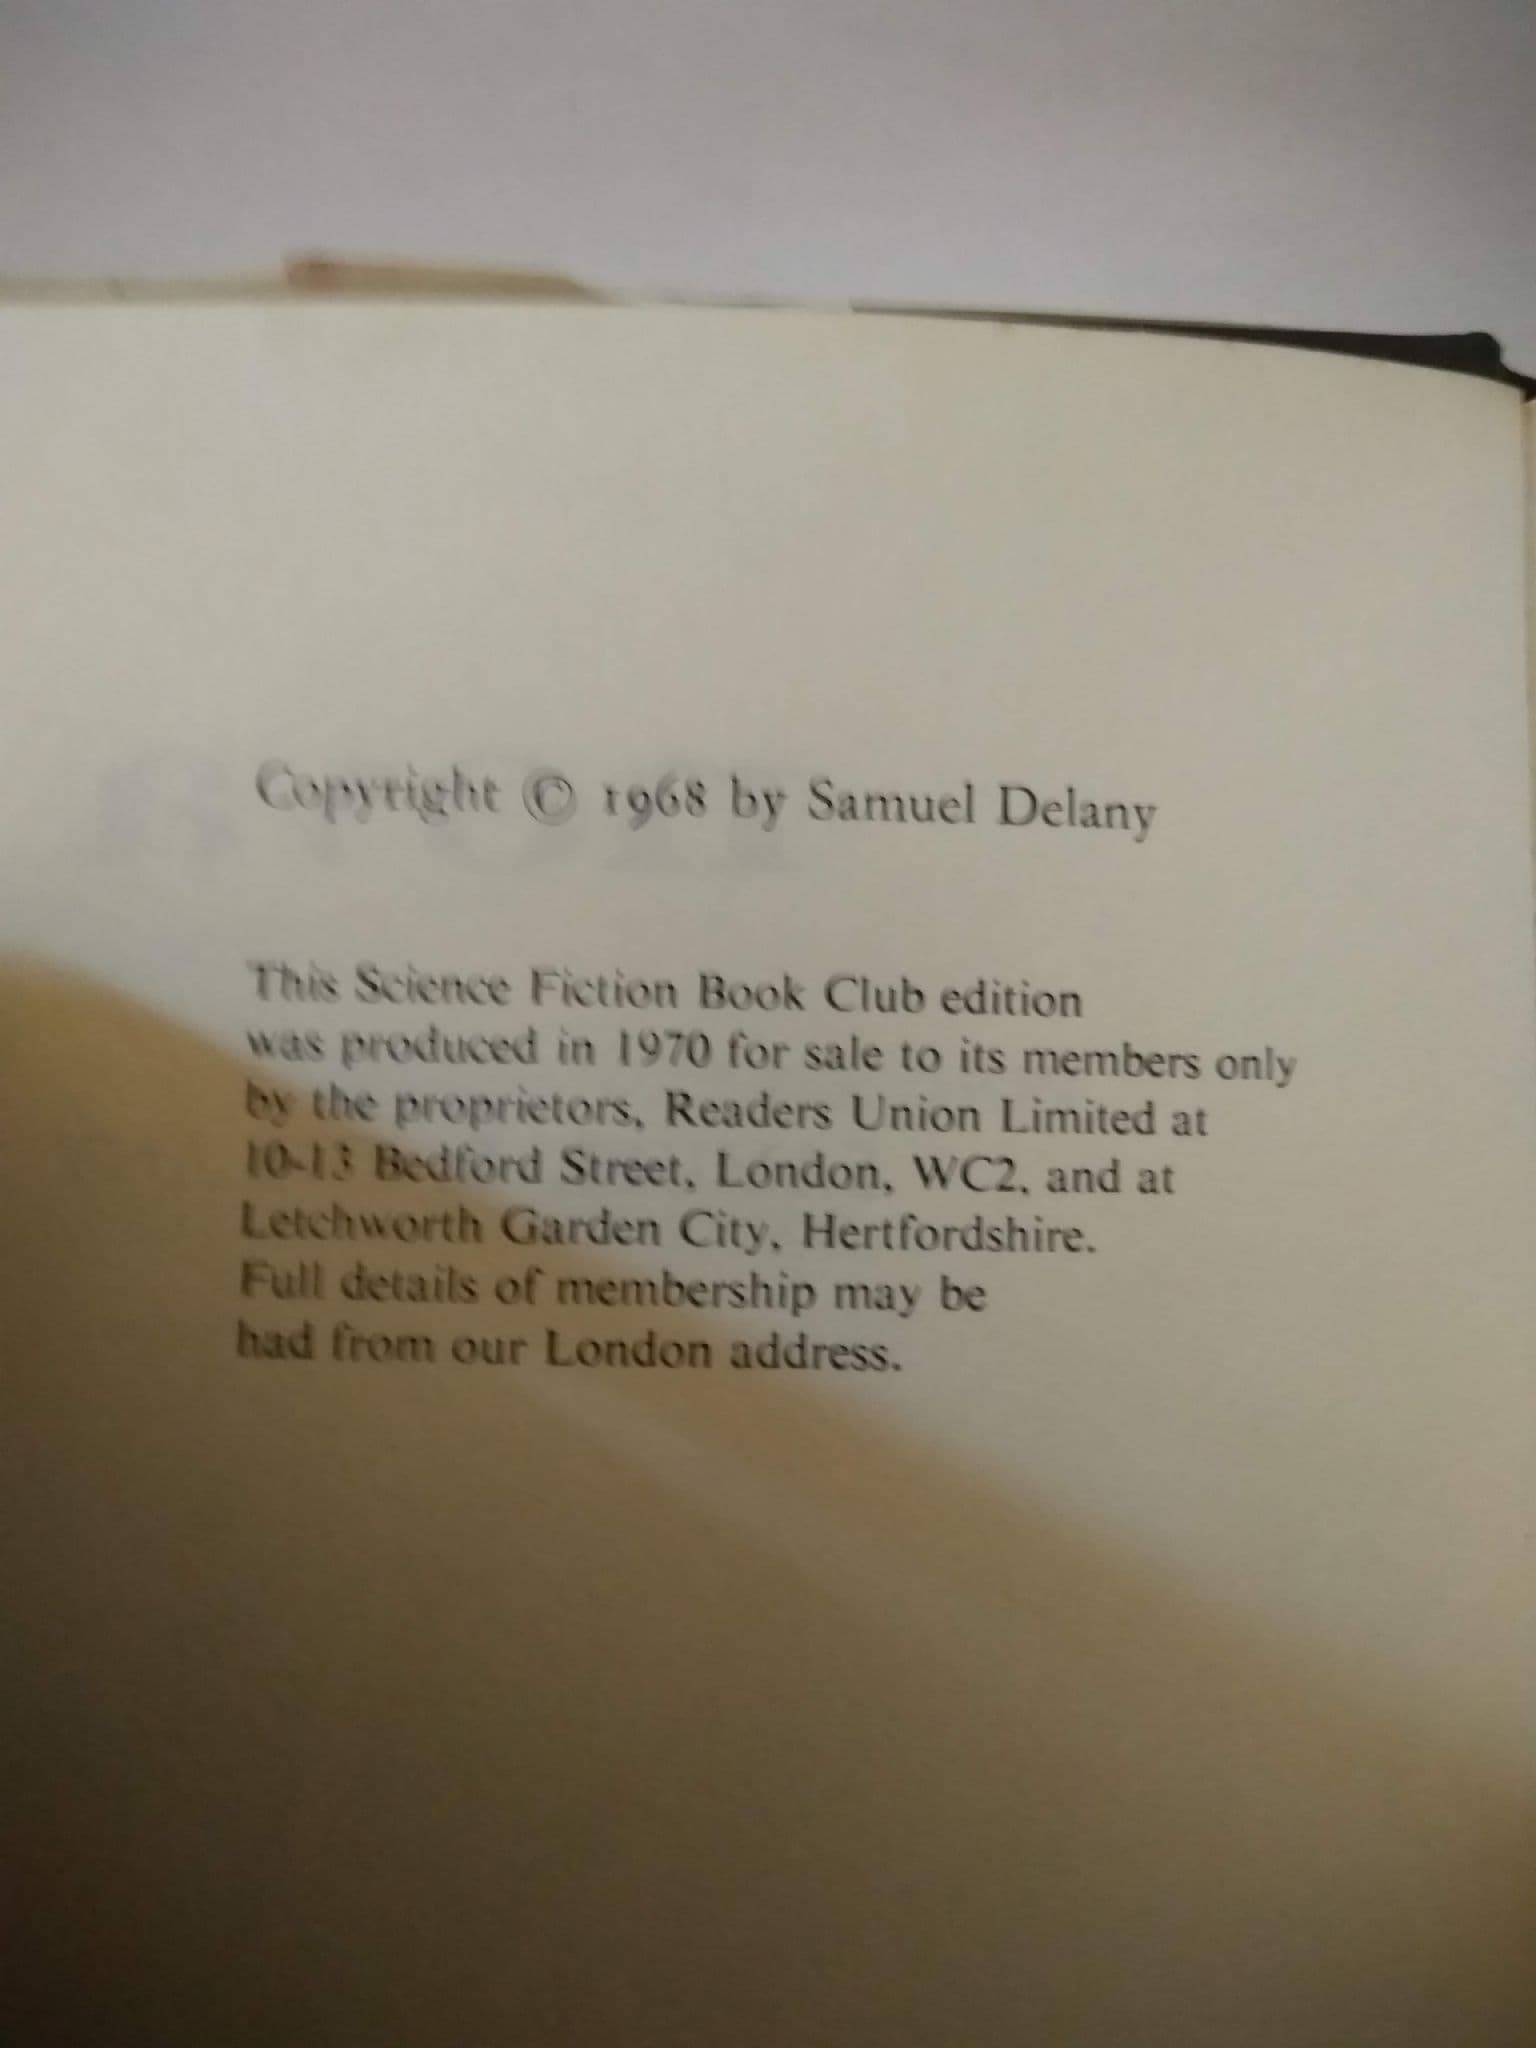 Copyright © 1968 by Samuel Delany
This Science Fiction Book Club edition
was produced in 1970 for sale to its members only
by the proprietors, Readers Union Limited at
10-13 Bedford Street, London, WC2, and at
Letchworth Garden City, Hertfordshire.
Full details of membership may be
had from our London address.